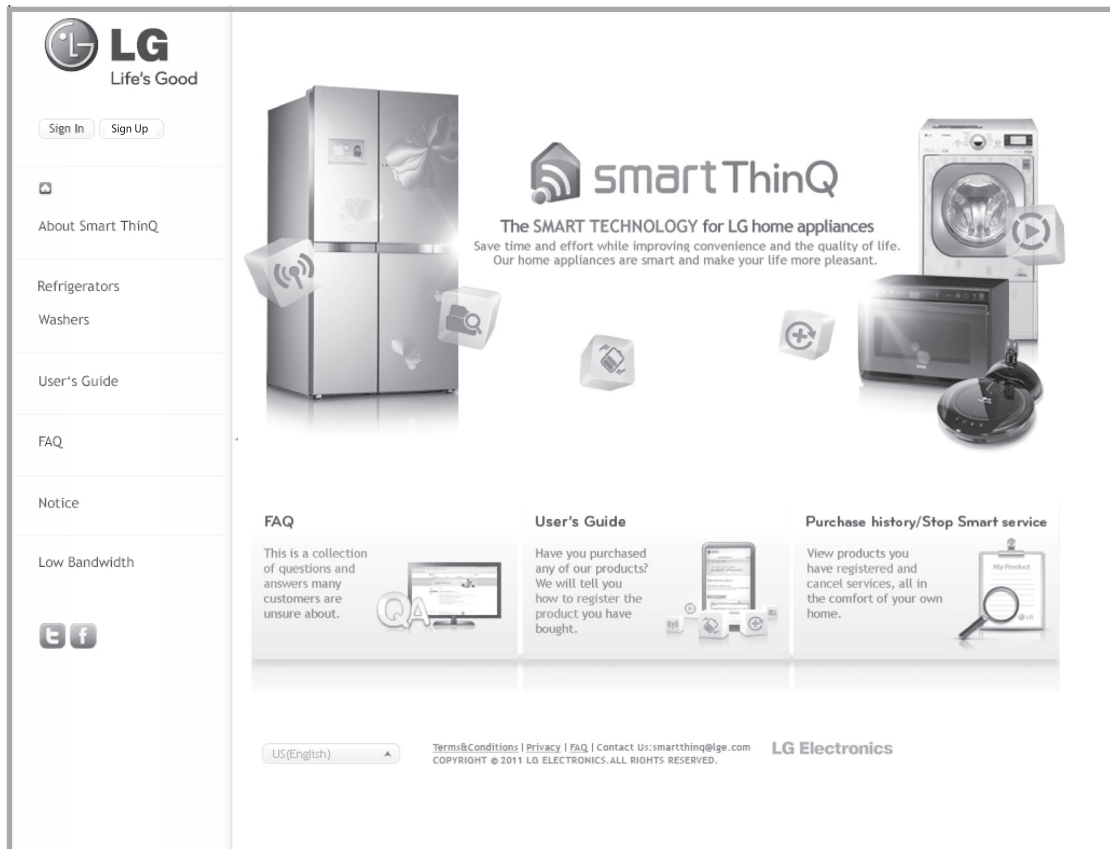 LG
Life's Good
Sign In
Sign Up
About Smart ThinQ
Refrigerators
Washers
User's Guide
FAQ
Notice
Low Bandwidth
smart ThinQ
The SMART TECHNOLOGY for LG home appliances
Save time and effort while improving convenience and the quality of life.
Our home appliances are smart and make your life more pleasant.
FAQ
This is a collection
of questions and
answers many
customers are
unsure about.
QA
User's Guide
Have you purchased
any of our products?
We will tell you
how to register the
product you have
bought.
Purchase history/Stop Smart service
View products you
have registered and
cancel services, all in
the comfort of your own
home.
My Product
LG
US(English)
Terms&Conditions | Privacy | FAQ | Contact Us:smartthinq@lge.com
COPYRIGHT @ 2011 LG ELECTRONICS.ALL RIGHTS RESERVED.
LG Electronics